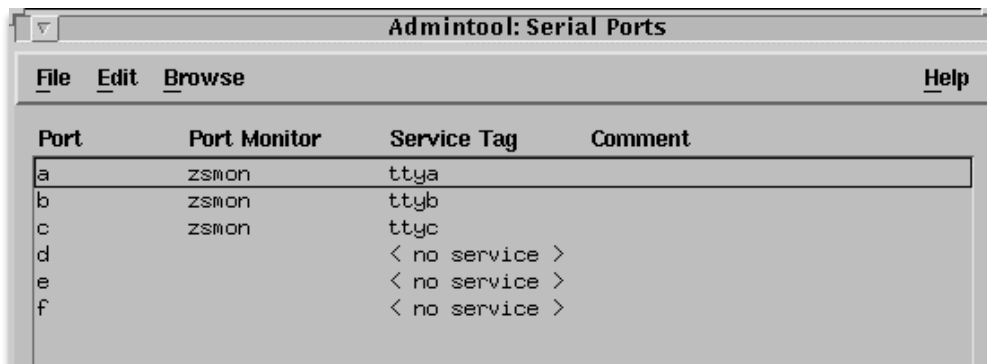 Admintool: Serial Ports
File Edit Browse Help
Port Port Monitor Service Tag Comment
a zsmon ttya
b zsmon ttyb
c zsmon ttyc
d < no service >
e < no service >
f < no service >